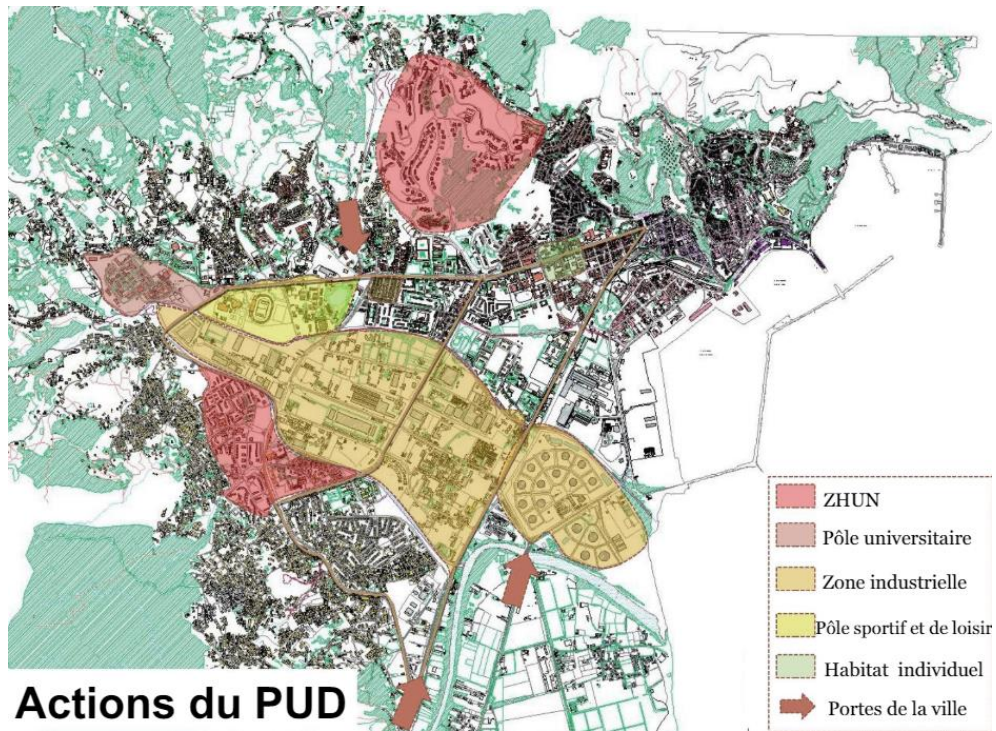 ZHUN
Pôle universitaire
Zone industrielle
Pôle sportif et de loisir
Habitat individuel
Portes de la ville
Actions du PUD